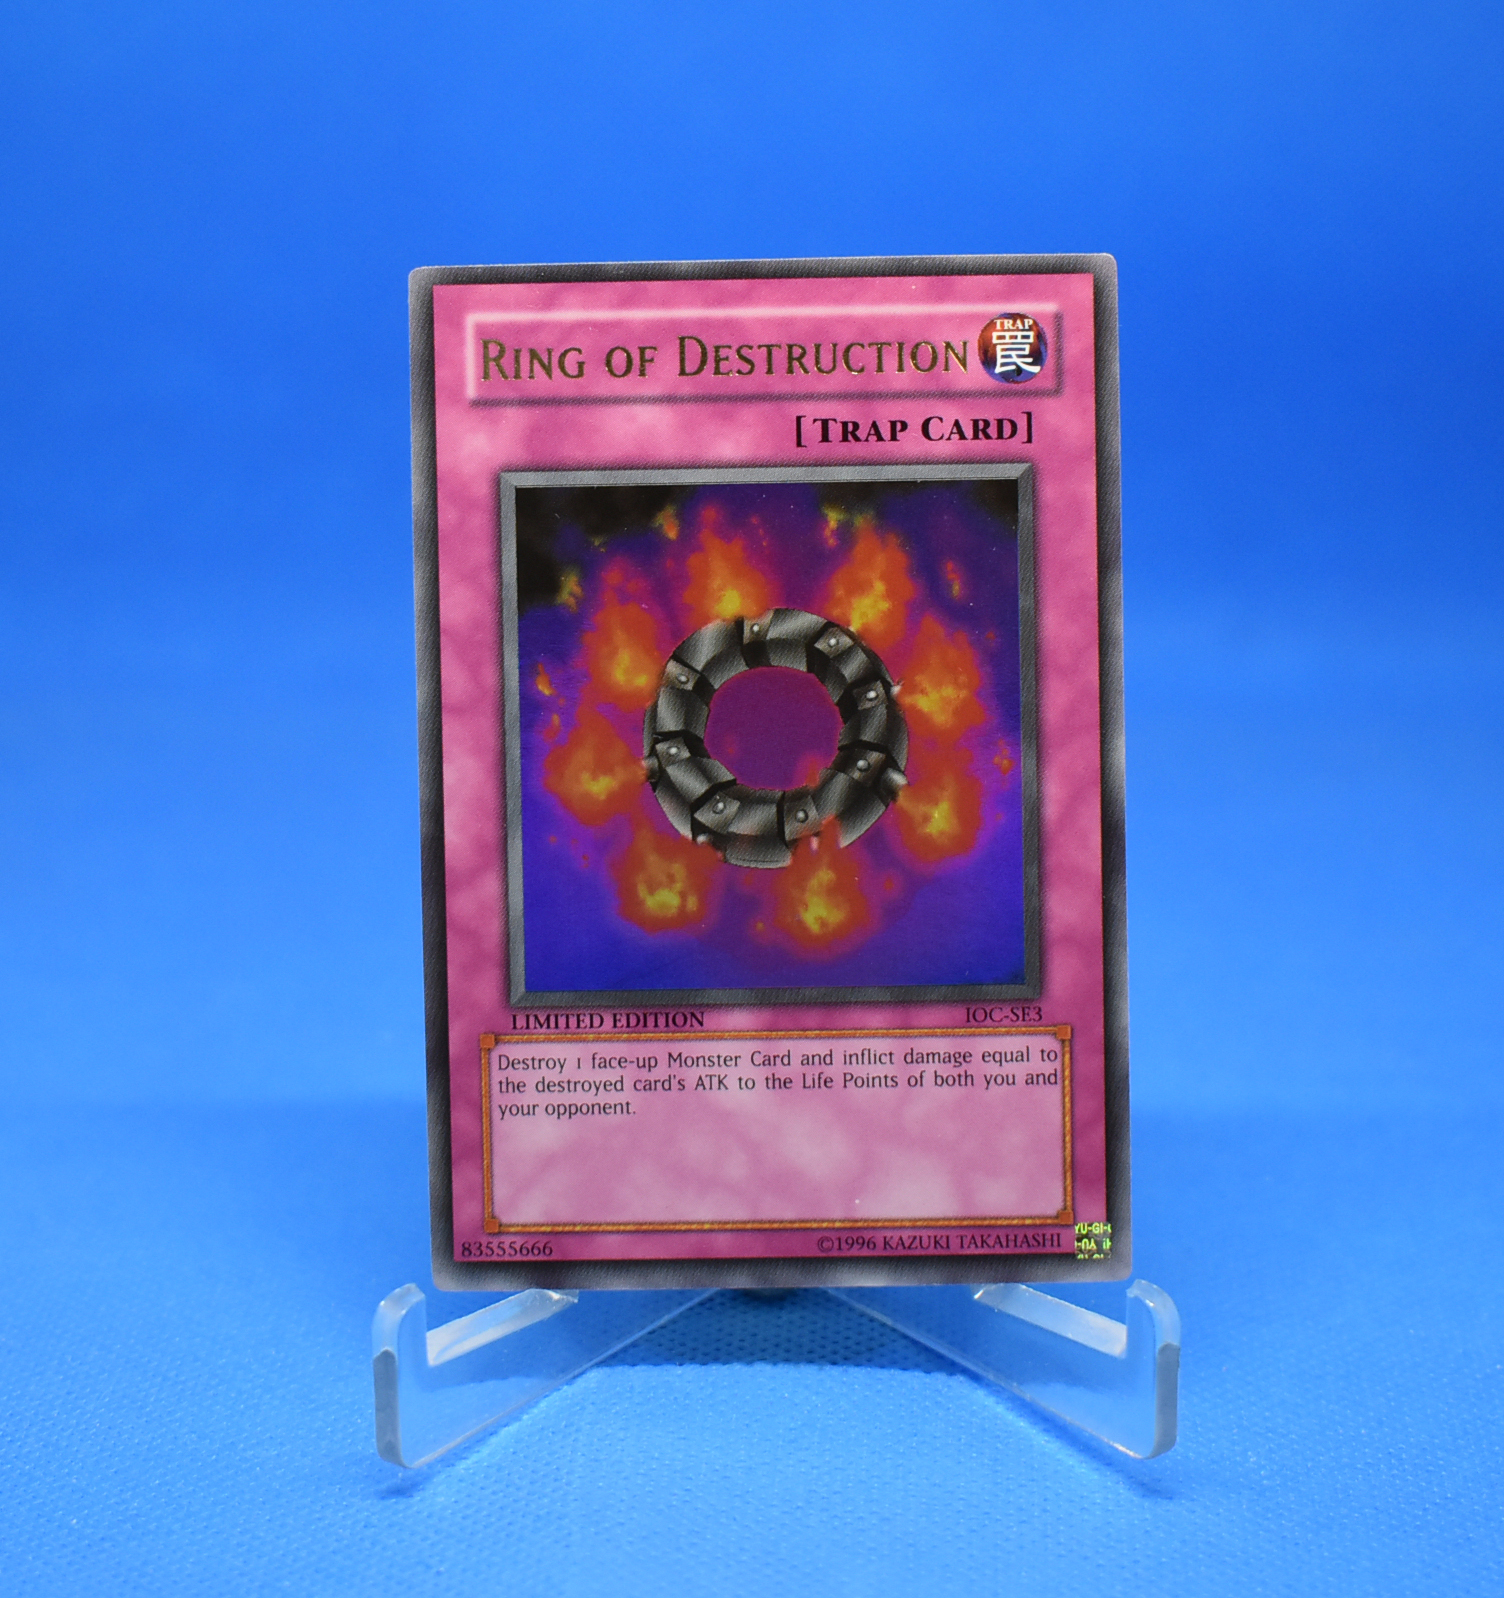 RING OF DESTRUCTION
TRAP
罠
[TRAP CARD]
LIMITED EDITION
IOC-SE3
Destroy 1 face-up Monster Card and inflict damage equal to
the destroyed card's ATK to the Life Points of both you and
your opponent.
83555666
©1996 KAZUKI TAKAHASHI
YU-GI-